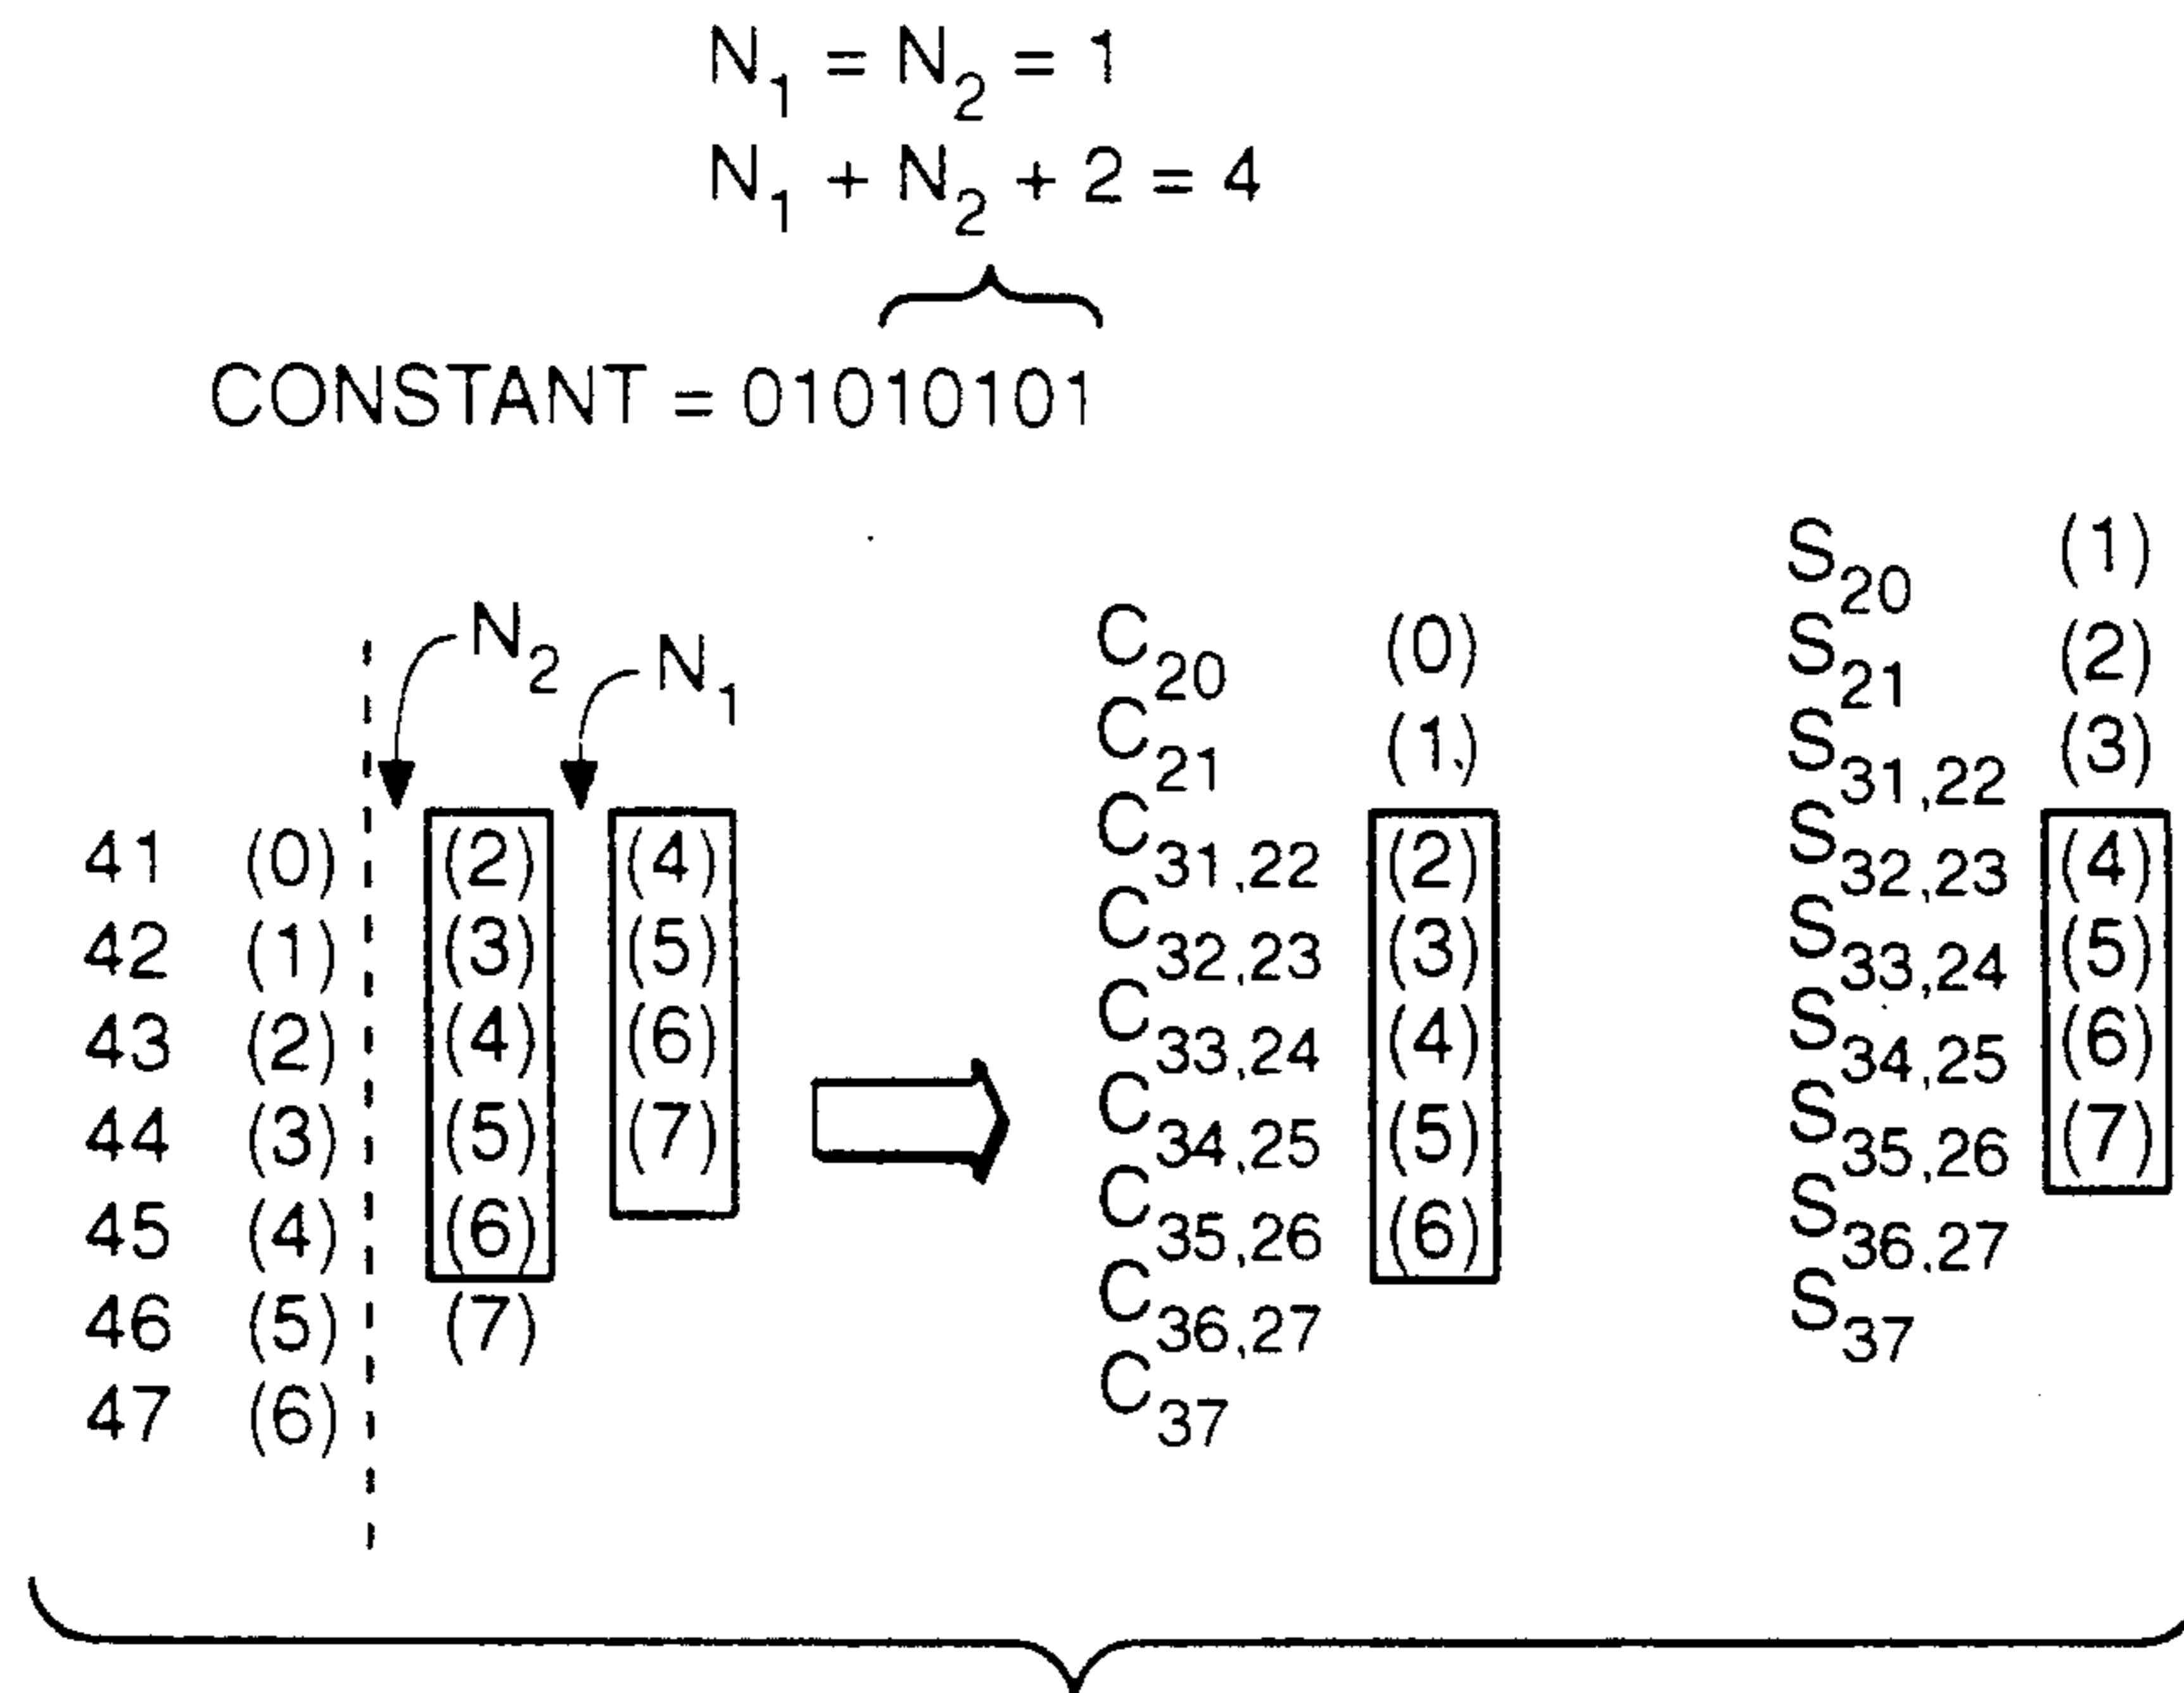 N₁ = N₂ = 1
N₁ + N₂ + 2 = 4
CONSTANT = 01010101
N₂
N₁
41 (0) (2) (4)
42 (1) (3) (5)
43 (2) (4) (6)
44 (3) (5) (7)
45 (4) (6)
46 (5) (7)
47 (6)
C₂₀ (0)
C₂₁ (1)
C₃₁,₂₂ (2)
C₃₂,₂₃ (3)
C₃₃,₂₄ (4)
C₃₄,₂₅ (5)
C₃₅,₂₆ (6)
C₃₆,₂₇
C₃₇
S₂₀ (1)
S₂₁ (2)
S₃₁,₂₂ (3)
S₃₂,₂₃ (4)
S₃₃,₂₄ (5)
S₃₄,₂₅ (6)
S₃₅,₂₆ (7)
S₃₆,₂₇
S₃₇